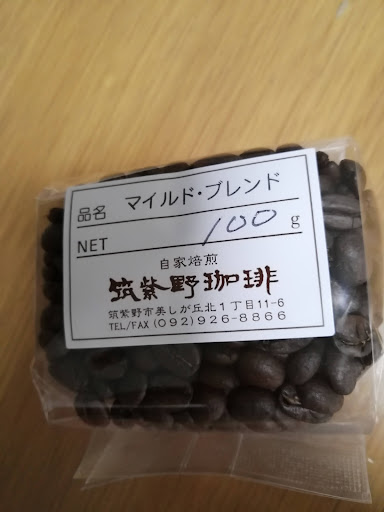 品名 マイルド・ブレンド
NET 100g
自家焙煎
筑紫野珈琲
筑紫野市美しが丘北1丁目11-6
TEL/FAX (092)926-8866